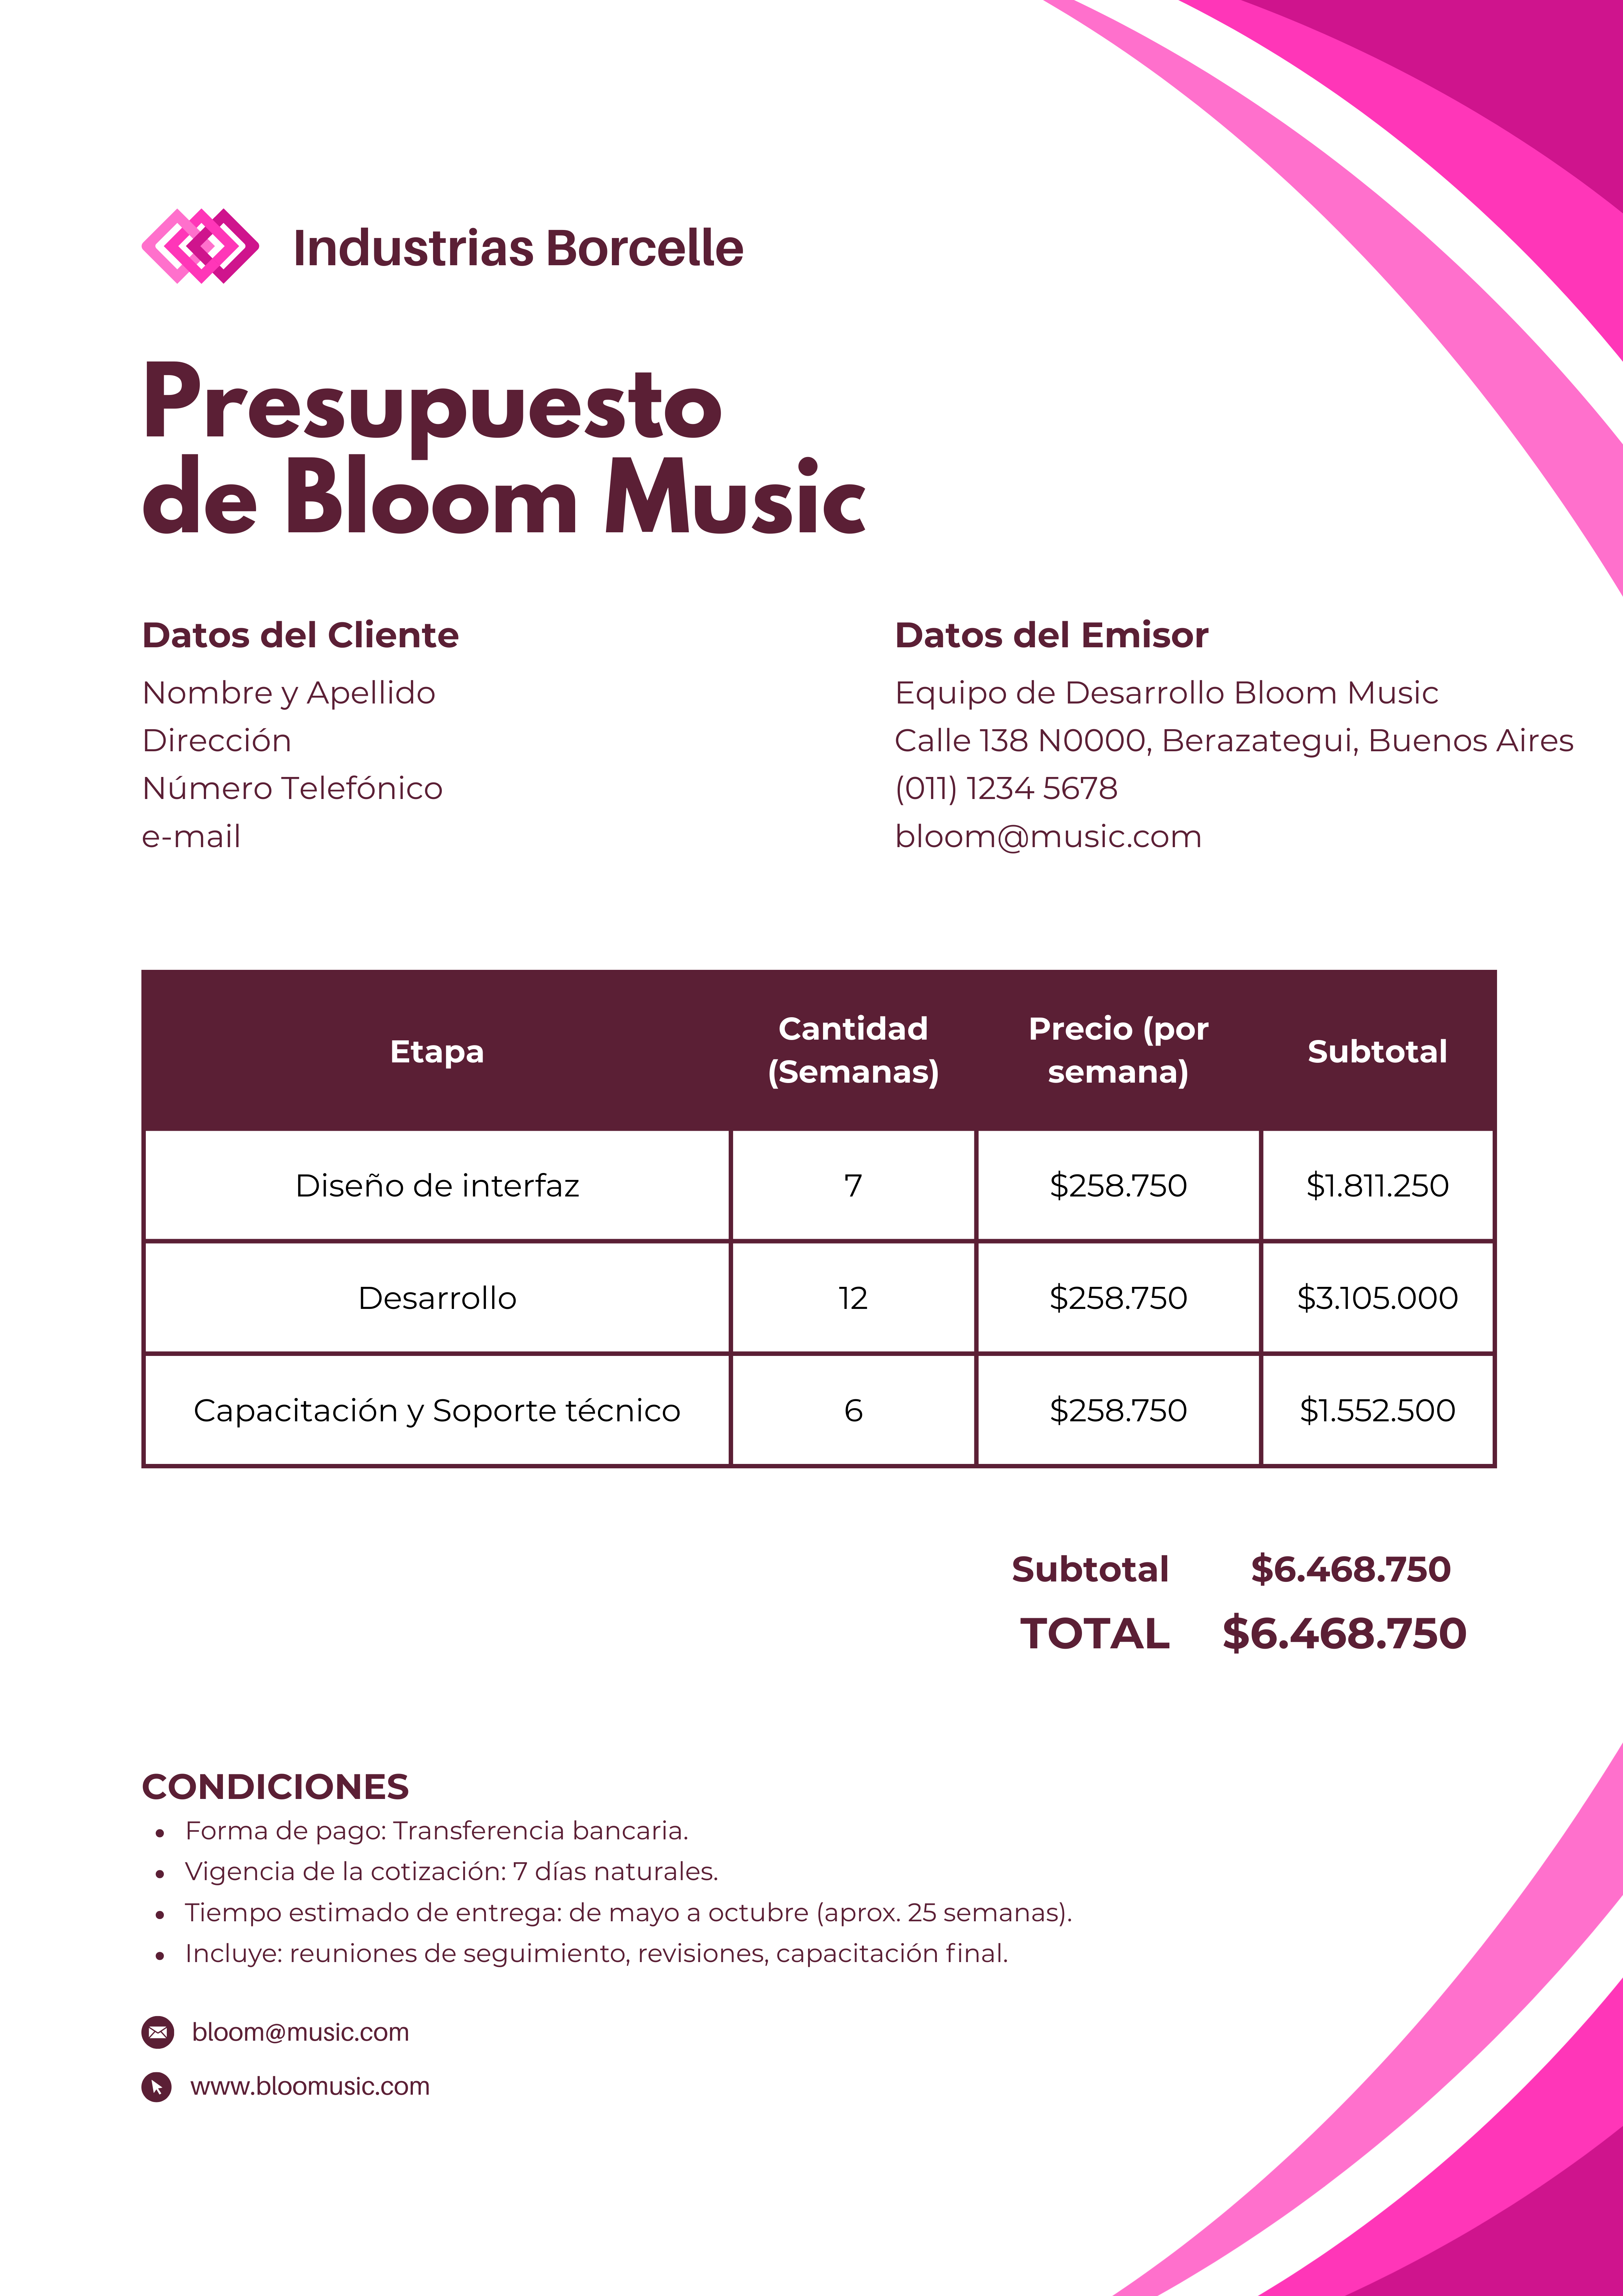 Industrias Borcelle
Presupuesto
de Bloom Music
Datos del Cliente
Nombre y Apellido
Dirección
Número Telefónico
e-mail
Datos del Emisor
Equipo de Desarrollo Bloom Music
Calle 138 N0000, Berazategui, Buenos Aires
(011) 1234 5678
bloom@music.com
Etapa
Cantidad
(Semanas)
Precio (por
semana)
Subtotal
Diseño de interfaz
7
$258.750
$1.811.250
Desarrollo
12
$258.750
$3.105.000
Capacitación y Soporte técnico
6
$258.750
$1.552.500
Subtotal $6.468.750
TOTAL $6.468.750
CONDICIONES
• Forma de pago: Transferencia bancaria.
• Vigencia de la cotización: 7 días naturales.
• Tiempo estimado de entrega: de mayo a octubre (aprox. 25 semanas).
• Incluye: reuniones de seguimiento, revisiones, capacitación final.
bloom@music.com
www.bloomusic.com